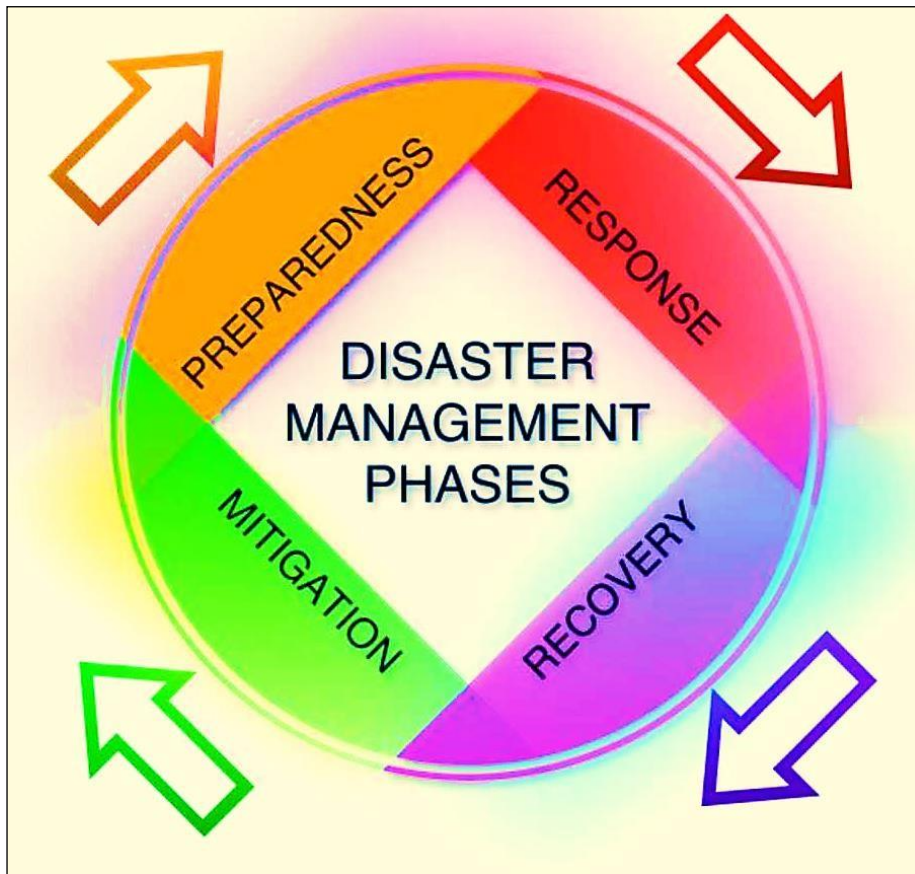 PREPAREDNESS
RESPONSE
DISASTER
MANAGEMENT
PHASES
MITIGATION
RECOVERY